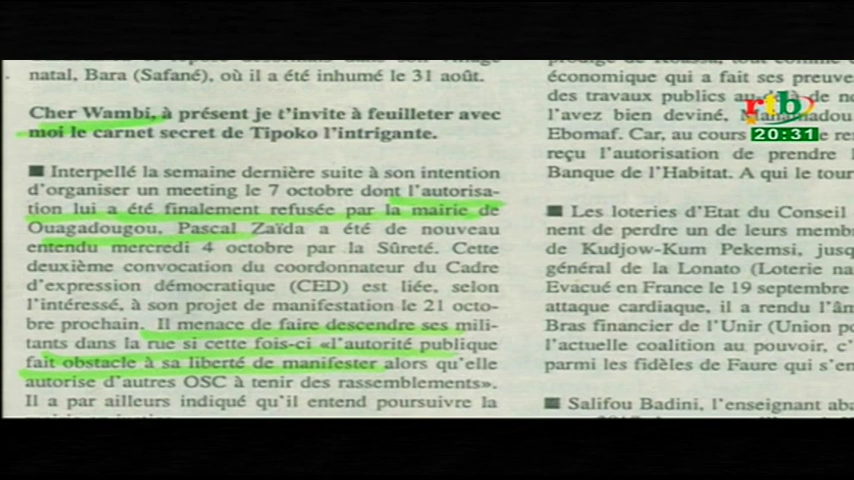 natal, Bara (Safané), où il a été inhumé le 31 août.
Cher Wambi, à présent je t'invite à feuilleter avec
moi le carnet secret de Tipoko l'intrigante.
■ Interpellé la semaine dernière suite à son intention
d'organiser un meeting le 7 octobre dont l'autorisa-
tion lui a été finalement refusée par la mairie de
Ouagadougou, Pascal Zaïda a été de nouveau
entendu mercredi 4 octobre par la Sûreté. Cette
deuxième convocation du coordonnateur du Cadre
d'expression démocratique (CED) est liée, selon
l'intéressé, à son projet de manifestation le 21 octo-
bre prochain. Il menace de faire descendre ses mili-
tants dans la rue si cette fois-ci «l'autorité publique
fait obstacle à sa liberté de manifester alors qu'elle
autorise d'autres OSC à tenir des rassemblements».
Il a par ailleurs indiqué qu'il entend poursuivre la
économique qui a fait ses preuve
des travaux publics au de no
l'avez bien deviné,
Ebomaf. Car, au cours ren
reçu l'autorisation de prendre
Banque de l'Habitat. A qui le tour
■ Les loteries d'Etat du Conseil
nent de perdre un de leurs memb
de Kudjow-Kum Pekemsi, jusq
général de la Lonato (Loterie na
Evacué en France le 19 septembre
attaque cardiaque, il a rendu l'âm
Bras financier de l'Unir (Union po
l'actuelle coalition au pouvoir, c'
parmi les fidèles de Faure qui s'en
■ Salifou Badini, l'enseignant aba
rtb
20:31